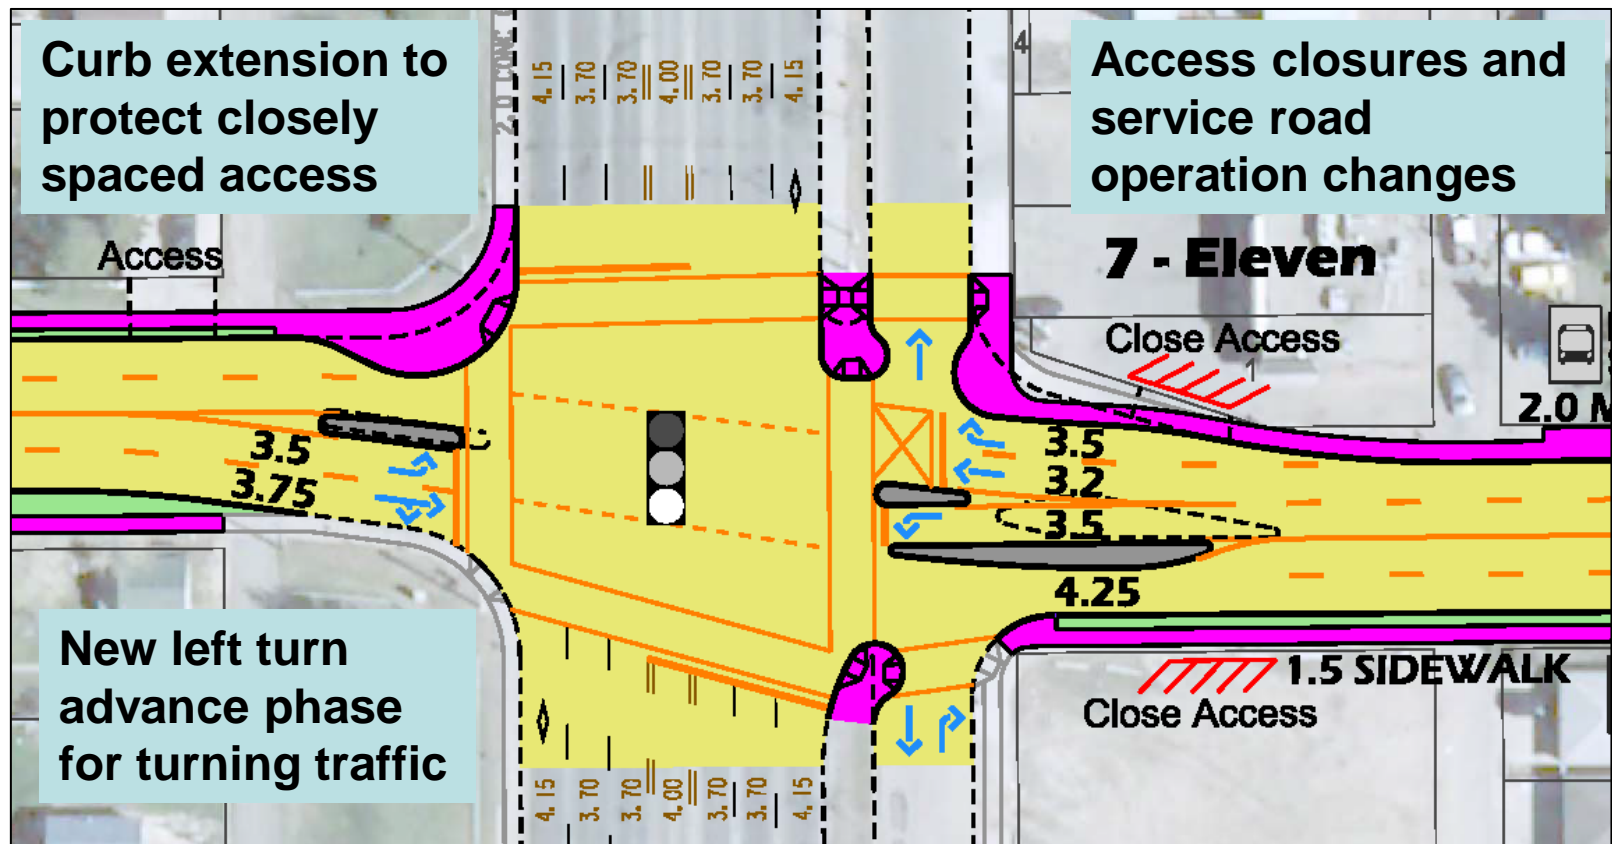 Curb extension to
protect closely
spaced access
4.15 3.70 3.70 4.00 3.70 3.70 4.15
4
Access closures and
service road
operation changes
Access
7 - Eleven
Close Access
1
2.0 M
3.5
3.75
3.5
3.2
3.5
4.25
New left turn
advance phase
for turning traffic
1.5 SIDEWALK
Close Access
4.15 3.70 3.70 4.00 3.70 3.70 4.15